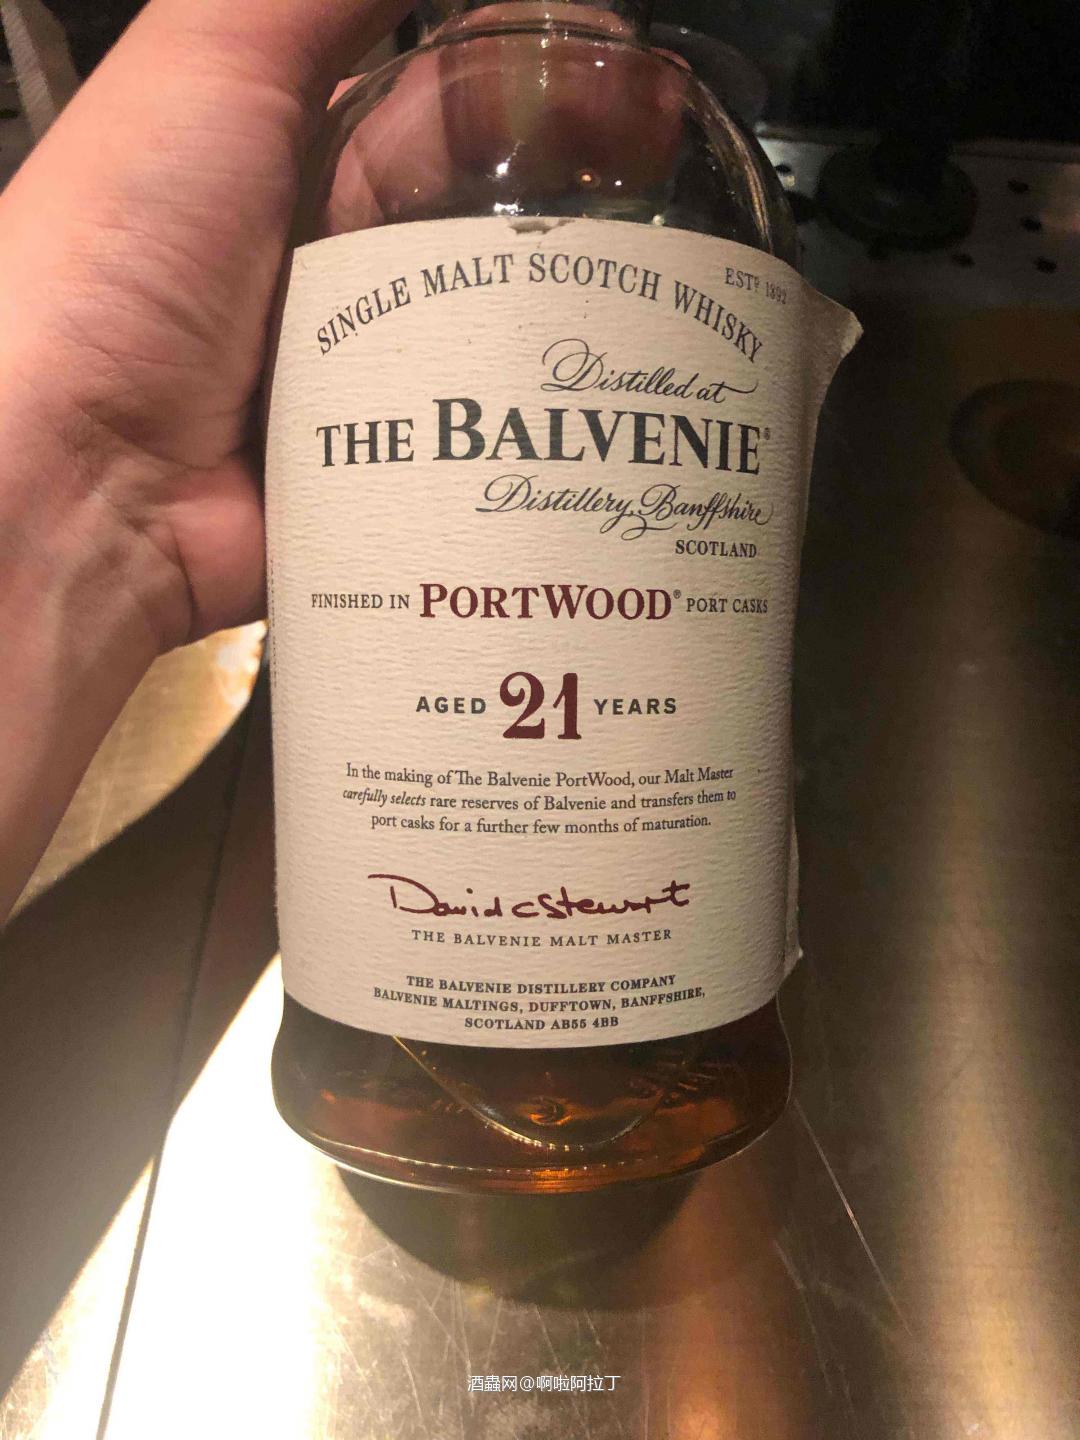 SINGLE MALT SCOTCH WHISKY
ESTD 1892
Distilled at
THE BALVENIE®
Distillery, Banffshire
SCOTLAND
FINISHED IN PORTWOOD® PORT CASKS
AGED 21 YEARS
In the making of The Balvenie PortWood, our Malt Master
carefully selects rare reserves of Balvenie and transfers them to
port casks for a further few months of maturation.
David C Stewart
THE BALVENIE MALT MASTER
THE BALVENIE DISTILLERY COMPANY
BALVENIE MALTINGS, DUFFTOWN, BANFFSHIRE,
SCOTLAND AB55 4BB
酒蟲网@啊啦阿拉丁